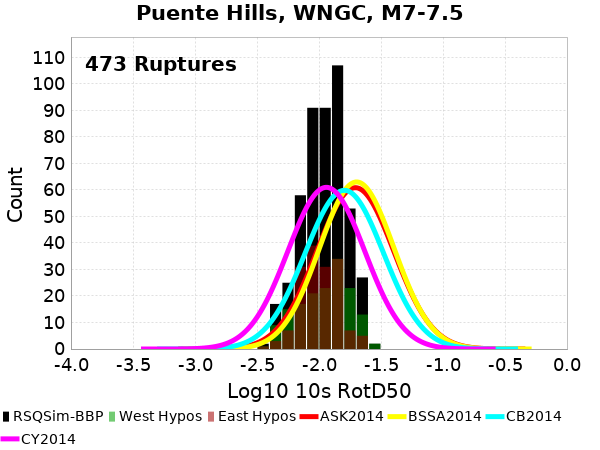 Puente Hills, WNGC, M7-7.5
473 Ruptures
110
100
90
80
70
60
50
40
30
20
10
0
Count
-4.0 -3.5 -3.0 -2.5 -2.0 -1.5 -1.0 -0.5 0.0
Log10 10s RotD50
RSQSim-BBP West Hypos East Hypos ASK2014 BSSA2014 CB2014
CY2014